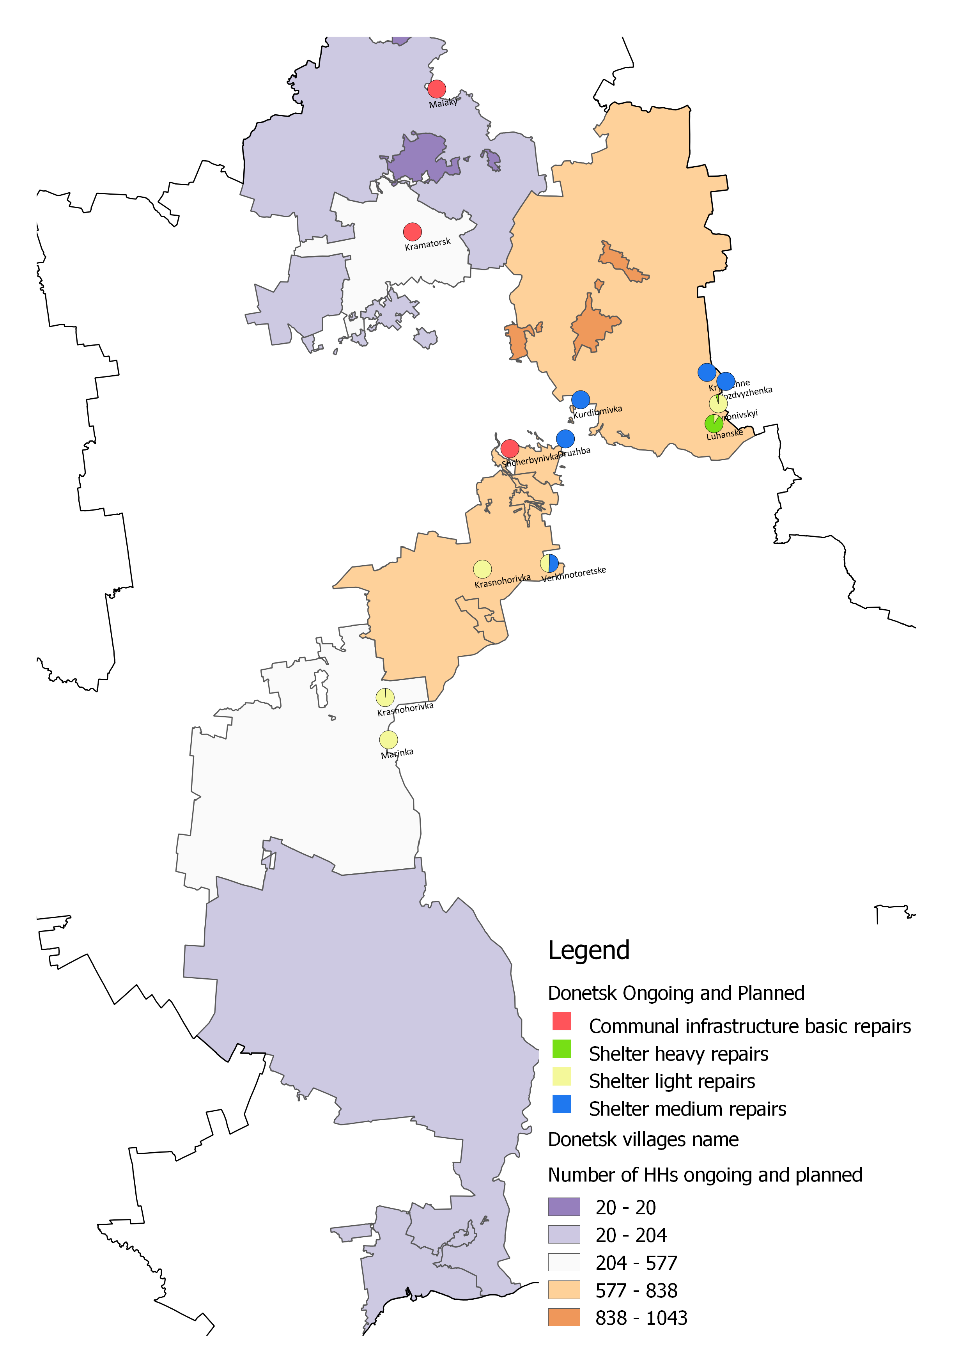 Malaky
Kramatorsk
Kurdiumivka
Luhanske
Druzhba
Krasnohorivka
Verkhnotoretske
Krasnohorivka
Marinka
Legend
Donetsk Ongoing and Planned
Communal infrastructure basic repairs
Shelter heavy repairs
Shelter light repairs
Shelter medium repairs
Donetsk villages name
Number of HHs ongoing and planned
20 - 20
20 - 204
204 - 577
577 - 838
838 - 1043